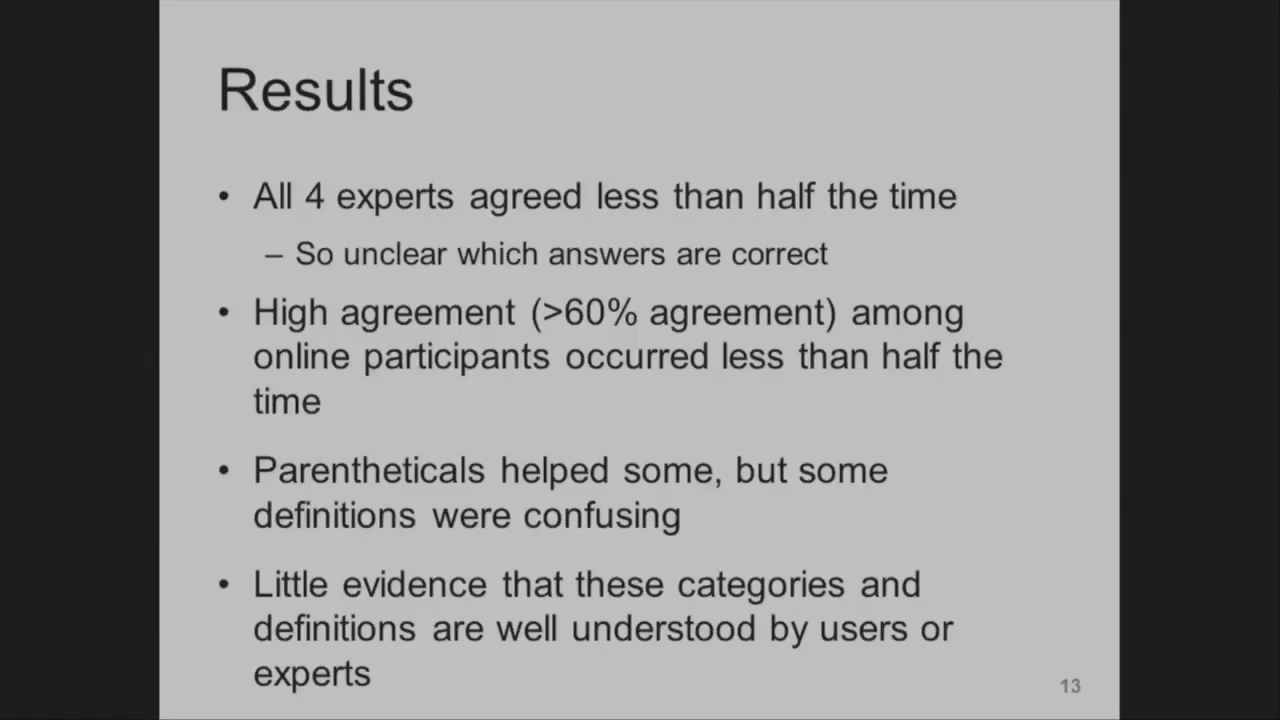 Results
• All 4 experts agreed less than half the time
– So unclear which answers are correct
• High agreement (>60% agreement) among
online participants occurred less than half the
time
• Parentheticals helped some, but some
definitions were confusing
• Little evidence that these categories and
definitions are well understood by users or
experts
13